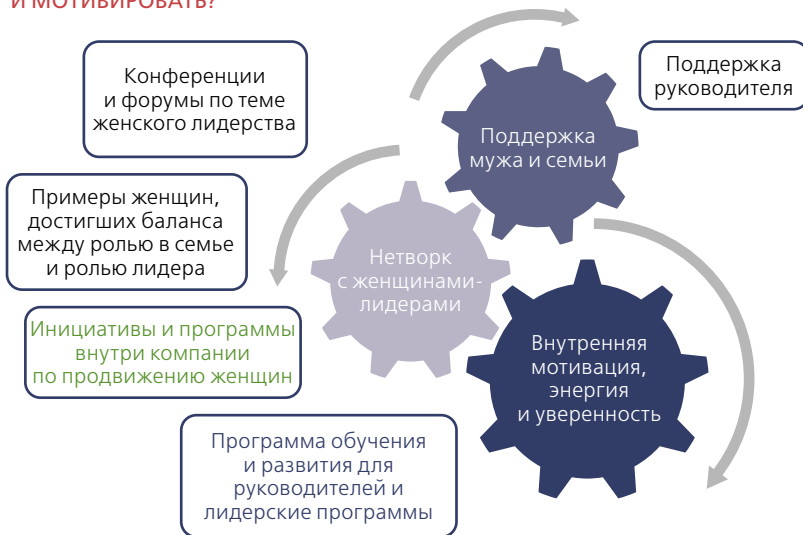 И МОТИВИРОВАТЬ?
Конференции
и форумы по теме
женского лидерства
Поддержка
руководителя
Поддержка
мужа и семьи
Примеры женщин,
достигших баланса
между ролью в семье
и ролью лидера
Нетворк
с женщинами-
лидерами
Инициативы и программы
внутри компании
по продвижению женщин
Внутренняя
мотивация,
энергия
и уверенность
Программа обучения
и развития для
руководителей и
лидерские программы